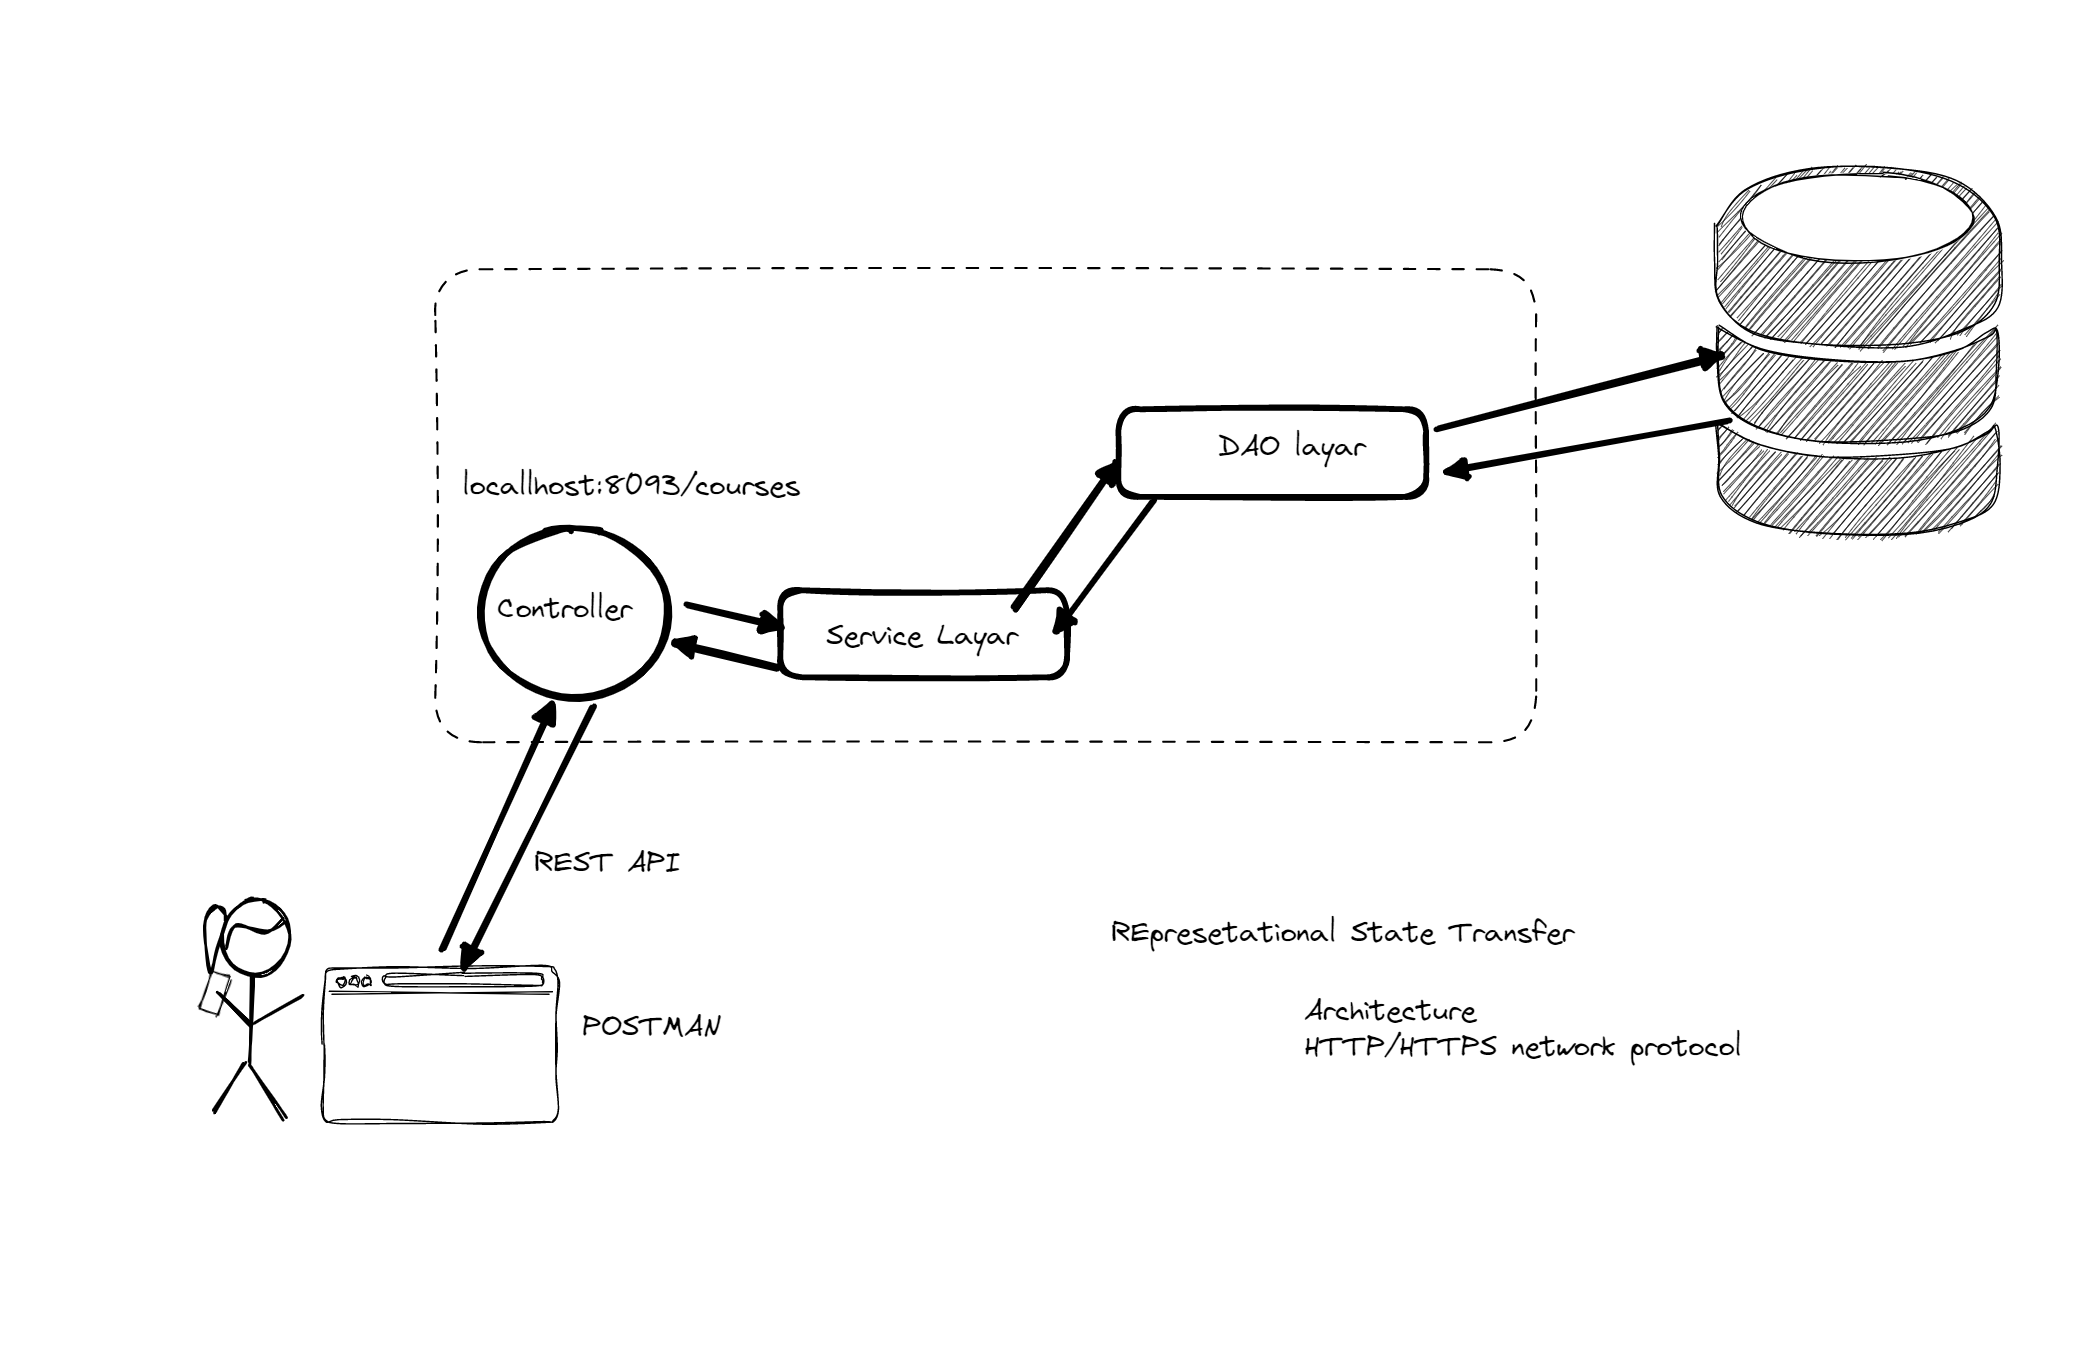 DAO layar
locallhost:8093/courses
Controller
Service Layar
REST API
REpresetational State Transfer
Architecture
HTTP/HTTPS network protocol
POSTMAN